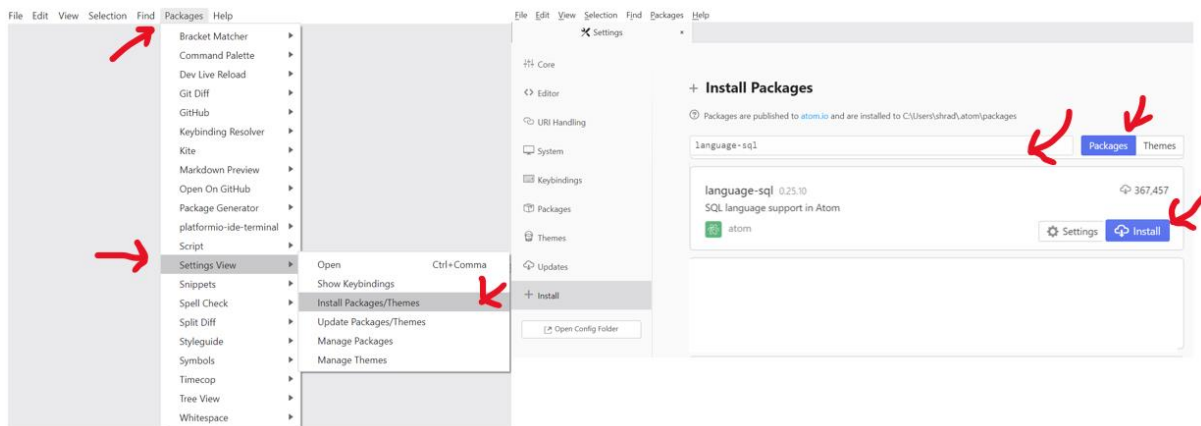 File Edit View Selection Find Packages Help
Bracket Matcher
Command Palette
Dev Live Reload
Git Diff
GitHub
Keybinding Resolver
Kite
Markdown Preview
Open On GitHub
Package Generator
platformio-ide-terminal
Script
Settings View
Snippets
Spell Check
Split Diff
Styleguide
Symbols
Timecop
Tree View
Whitespace
Open Ctrl+Comma
Show Keybindings
Install Packages/Themes
Update Packages/Themes
Manage Packages
Manage Themes
File Edit View Selection Find Packages Help
Settings
Core
Editor
URI Handling
System
Keybindings
Packages
Themes
Updates
+ Install
Open Config Folder
+ Install Packages
Packages are published to atom.io and are installed to C:\Users\shrad\.atom\packages
language-sql
Packages Themes
language-sql 0.25.10 367,457
SQL language support in Atom
atom
Settings Install